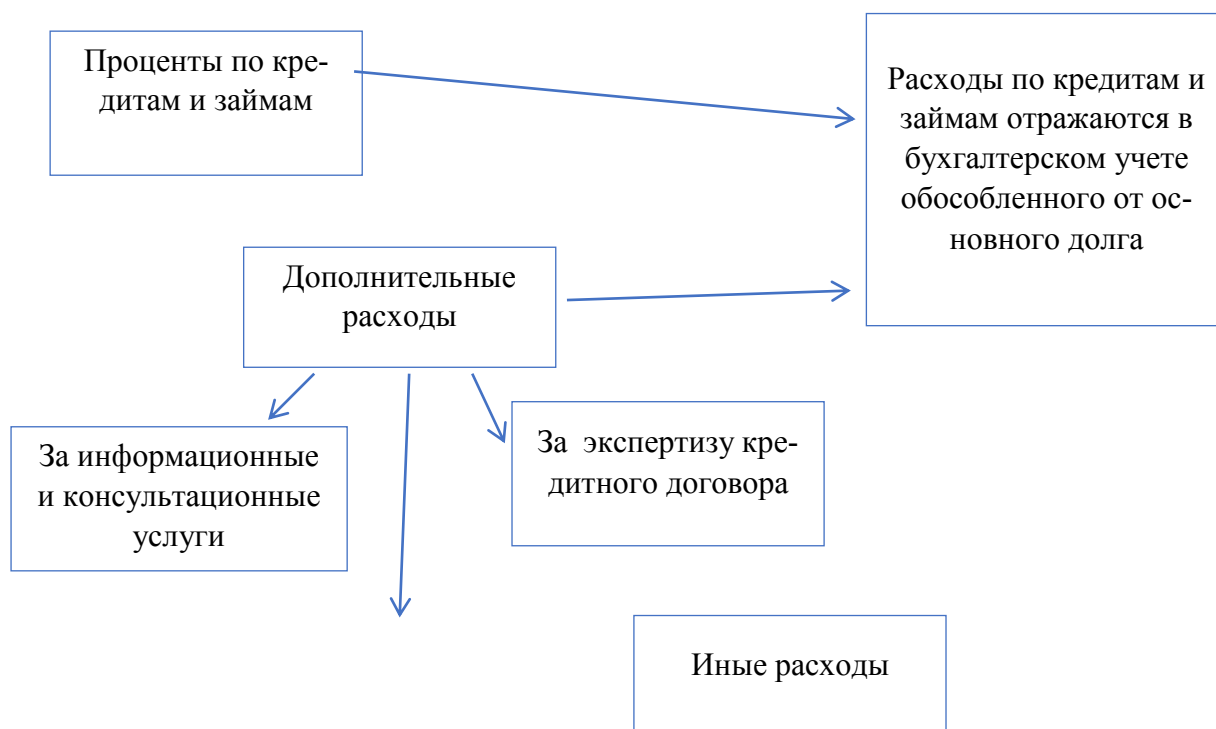 Проценты по кре-
дитам и займам
Расходы по кредитам и
займам отражаются в
бухгалтерском учете
обособленного от ос-
новного долга
Дополнительные
расходы
За информационные
и консультационные
услуги
За экспертизу кре-
дитного договора
Иные расходы